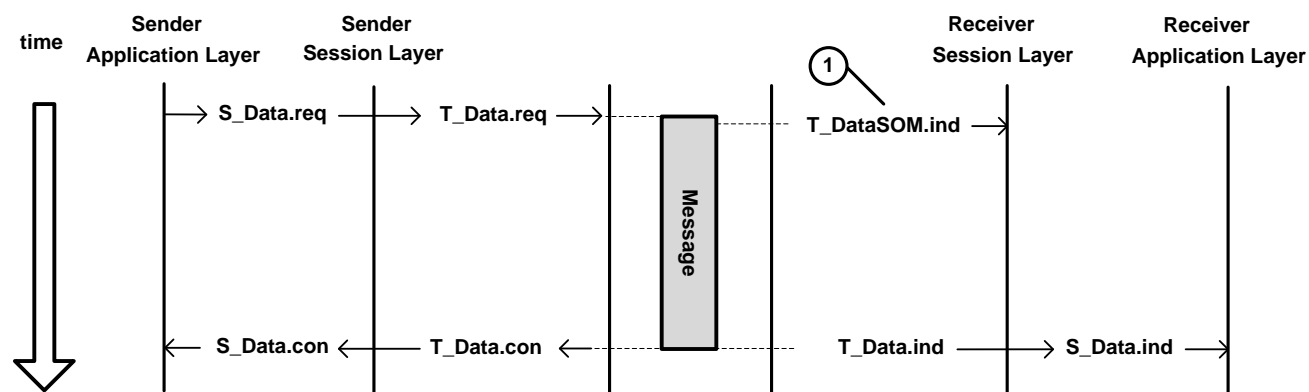 time
Sender
Application Layer
Sender
Session Layer
Receiver
Session Layer
Receiver
Application Layer
1
S_Data.req
T_Data.req
T_DataSOM.ind
Message
S_Data.con
T_Data.con
T_Data.ind
S_Data.ind